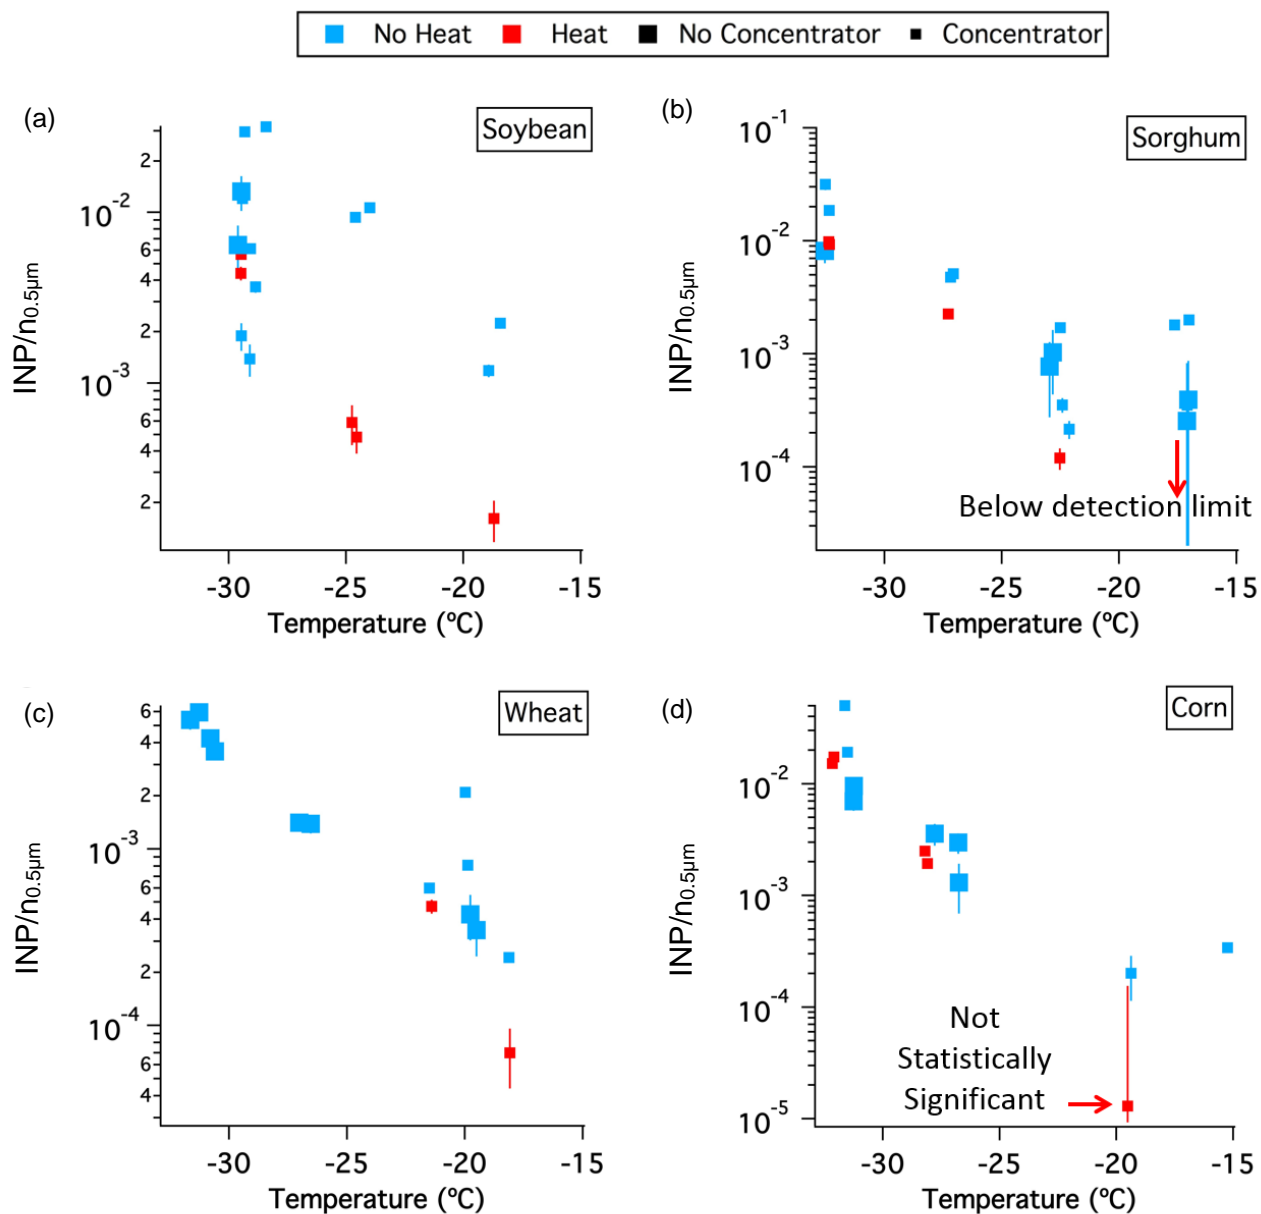 No Heat Heat No Concentrator Concentrator
(a)
Soybean
2
10-2
6
4
2
10-3
6
4
2
INP/n0.5µm
-30 -25 -20 -15
Temperature (ºC)
(b)
Sorghum
10-1
10-2
10-3
10-4
INP/n0.5µm
Below detection limit
-30 -25 -20 -15
Temperature (ºC)
(c)
Wheat
6
4
2
10-3
6
4
2
10-4
6
4
INP/n0.5µm
-30 -25 -20 -15
Temperature (ºC)
(d)
Corn
10-2
10-3
10-4
10-5
INP/n0.5µm
Not
Statistically
Significant
-30 -25 -20 -15
Temperature (ºC)